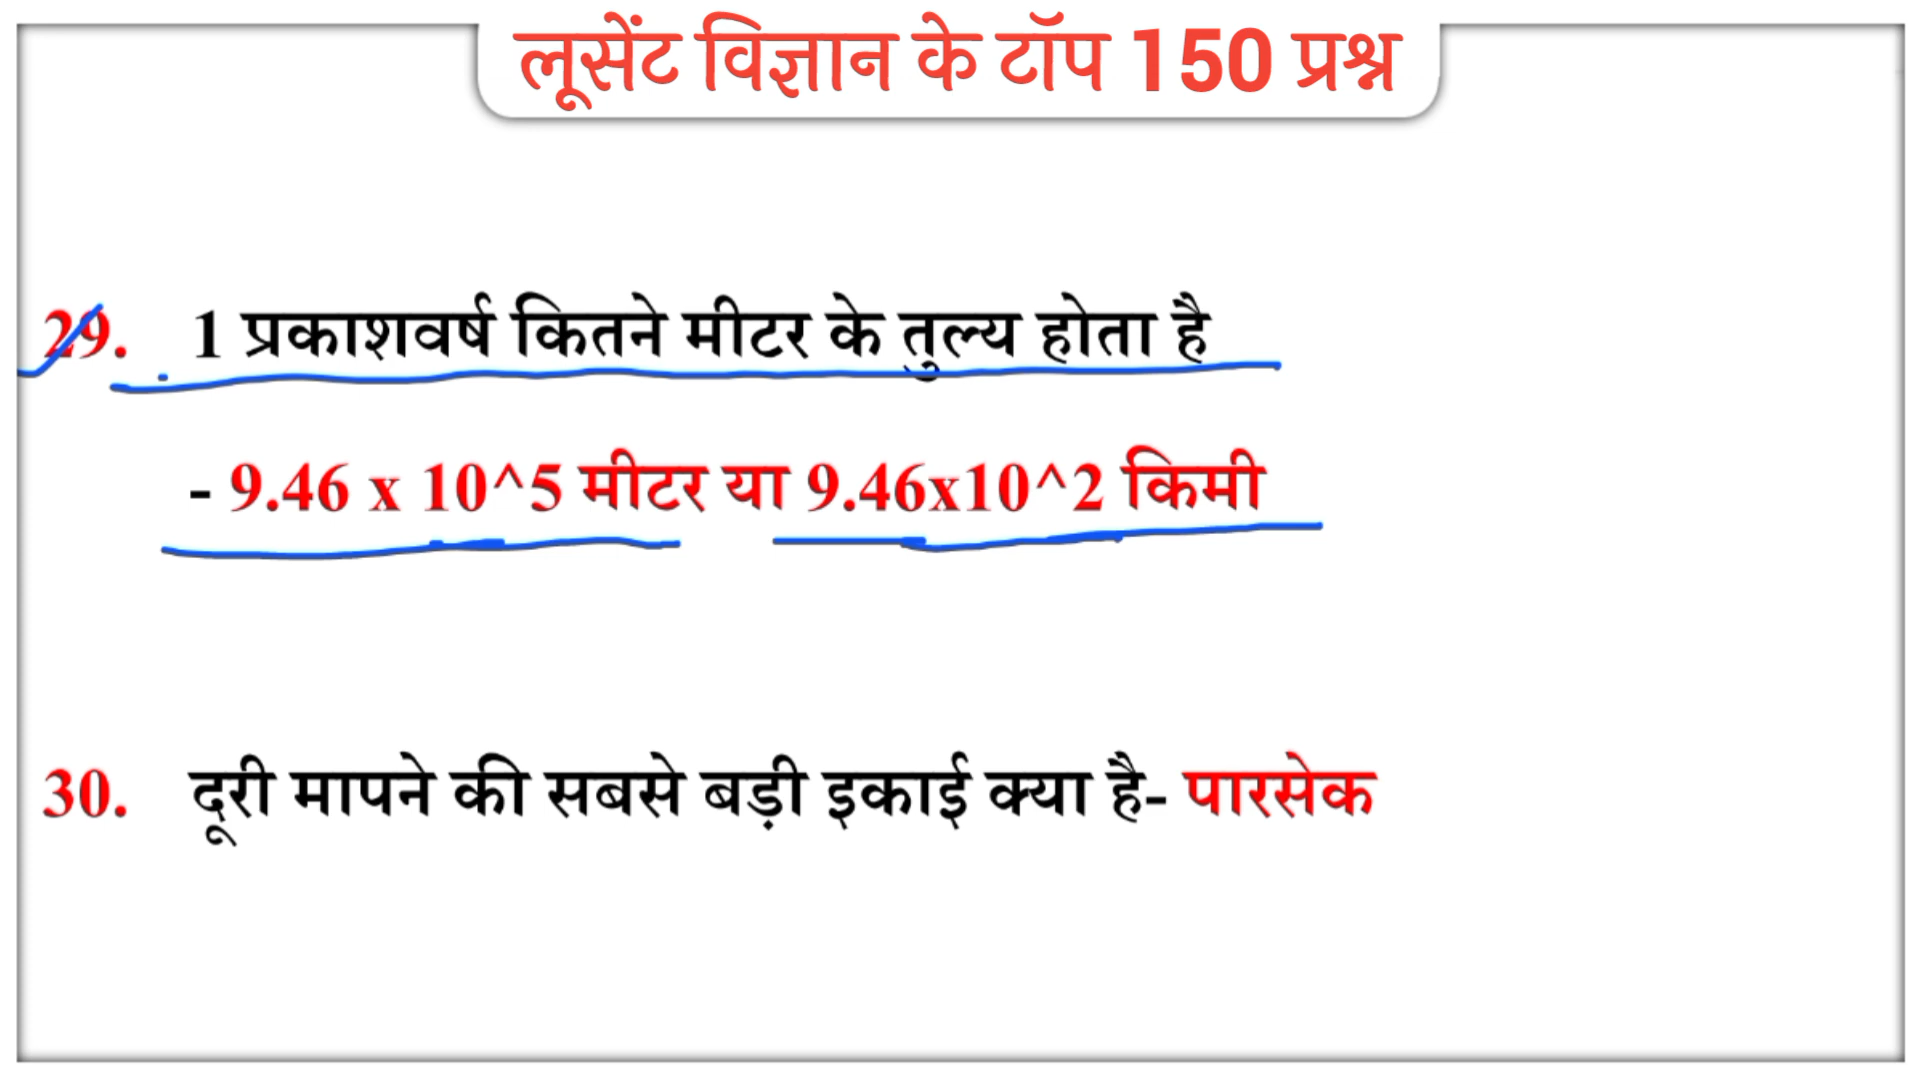 लूसेंट विज्ञान के टॉप 150 प्रश्न
29. 1 प्रकाशवर्ष कितने मीटर के तुल्य होता है
- 9.46 x 10^5 मीटर या 9.46x10^2 किमी
30. दूरी मापने की सबसे बड़ी इकाई क्या है- पारसेक